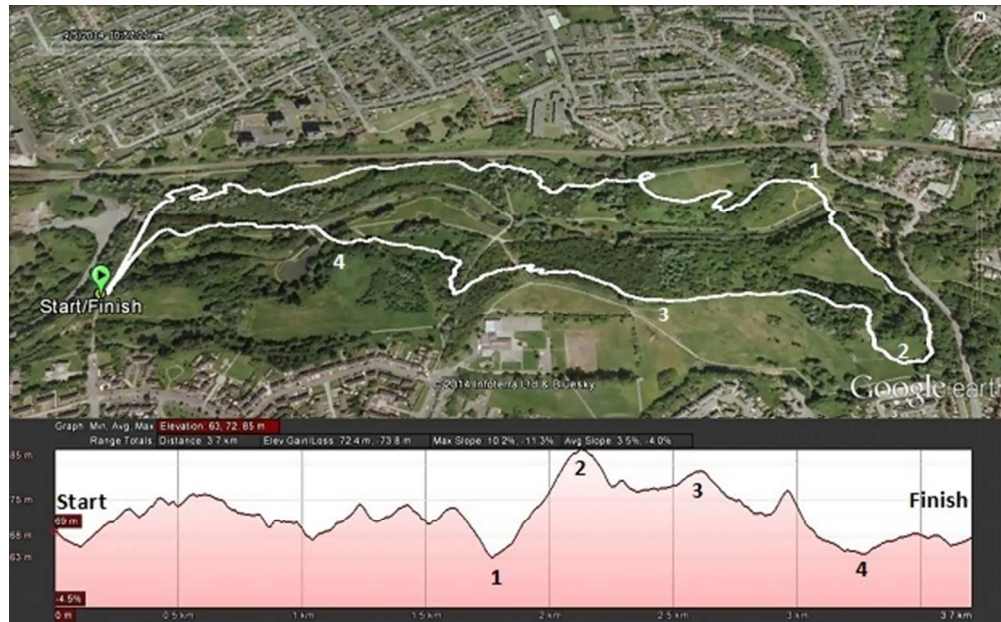 N
1
4
Start/Finish
3
2
© 2014 Infoterra Ltd & Bluesky
Google earth
Graph: Min, Avg, Max Elevation: 63, 72, 85 m
Range Totals: Distance: 3.7 km Elev Gain/Loss: 72.4 m, -73.8 m Max Slope: 10.2%, -11.3% Avg Slope: 3.5%, -4.0%
85 m
2
3
Start
Finish
75 m
69 m
68 m
63 m
1
4
-4.5%
0 m 0.5 km 1 km 1.5 km 2 km 2.5 km 3 km 3.7 km